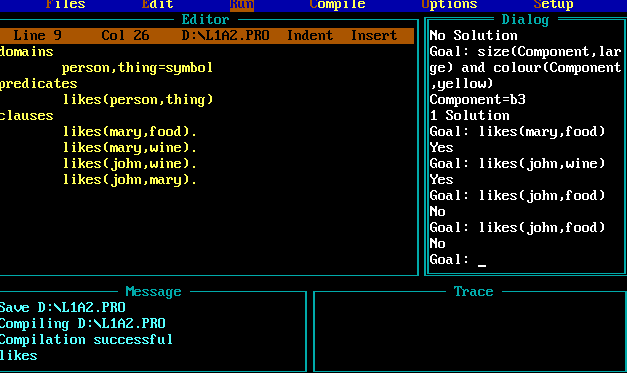 Files Edit Run Compile Options Setup
Editor
Line 9 Col 26 D:\L1A2.PRO Indent Insert
domains
person,thing=symbol
predicates
likes(person,thing)
clauses
likes(mary,food).
likes(mary,wine).
likes(john,wine).
likes(john,mary).
Dialog
No Solution
Goal: size(Component,lar
ge) and colour(Component
,yellow)
Component=b3
1 Solution
Goal: likes(mary,food)
Yes
Goal: likes(john,wine)
Yes
Goal: likes(john,food)
No
Goal: likes(john,food)
No
Goal: _
Message
Save D:\L1A2.PRO
Compiling D:\L1A2.PRO
Compilation successful
likes
Trace